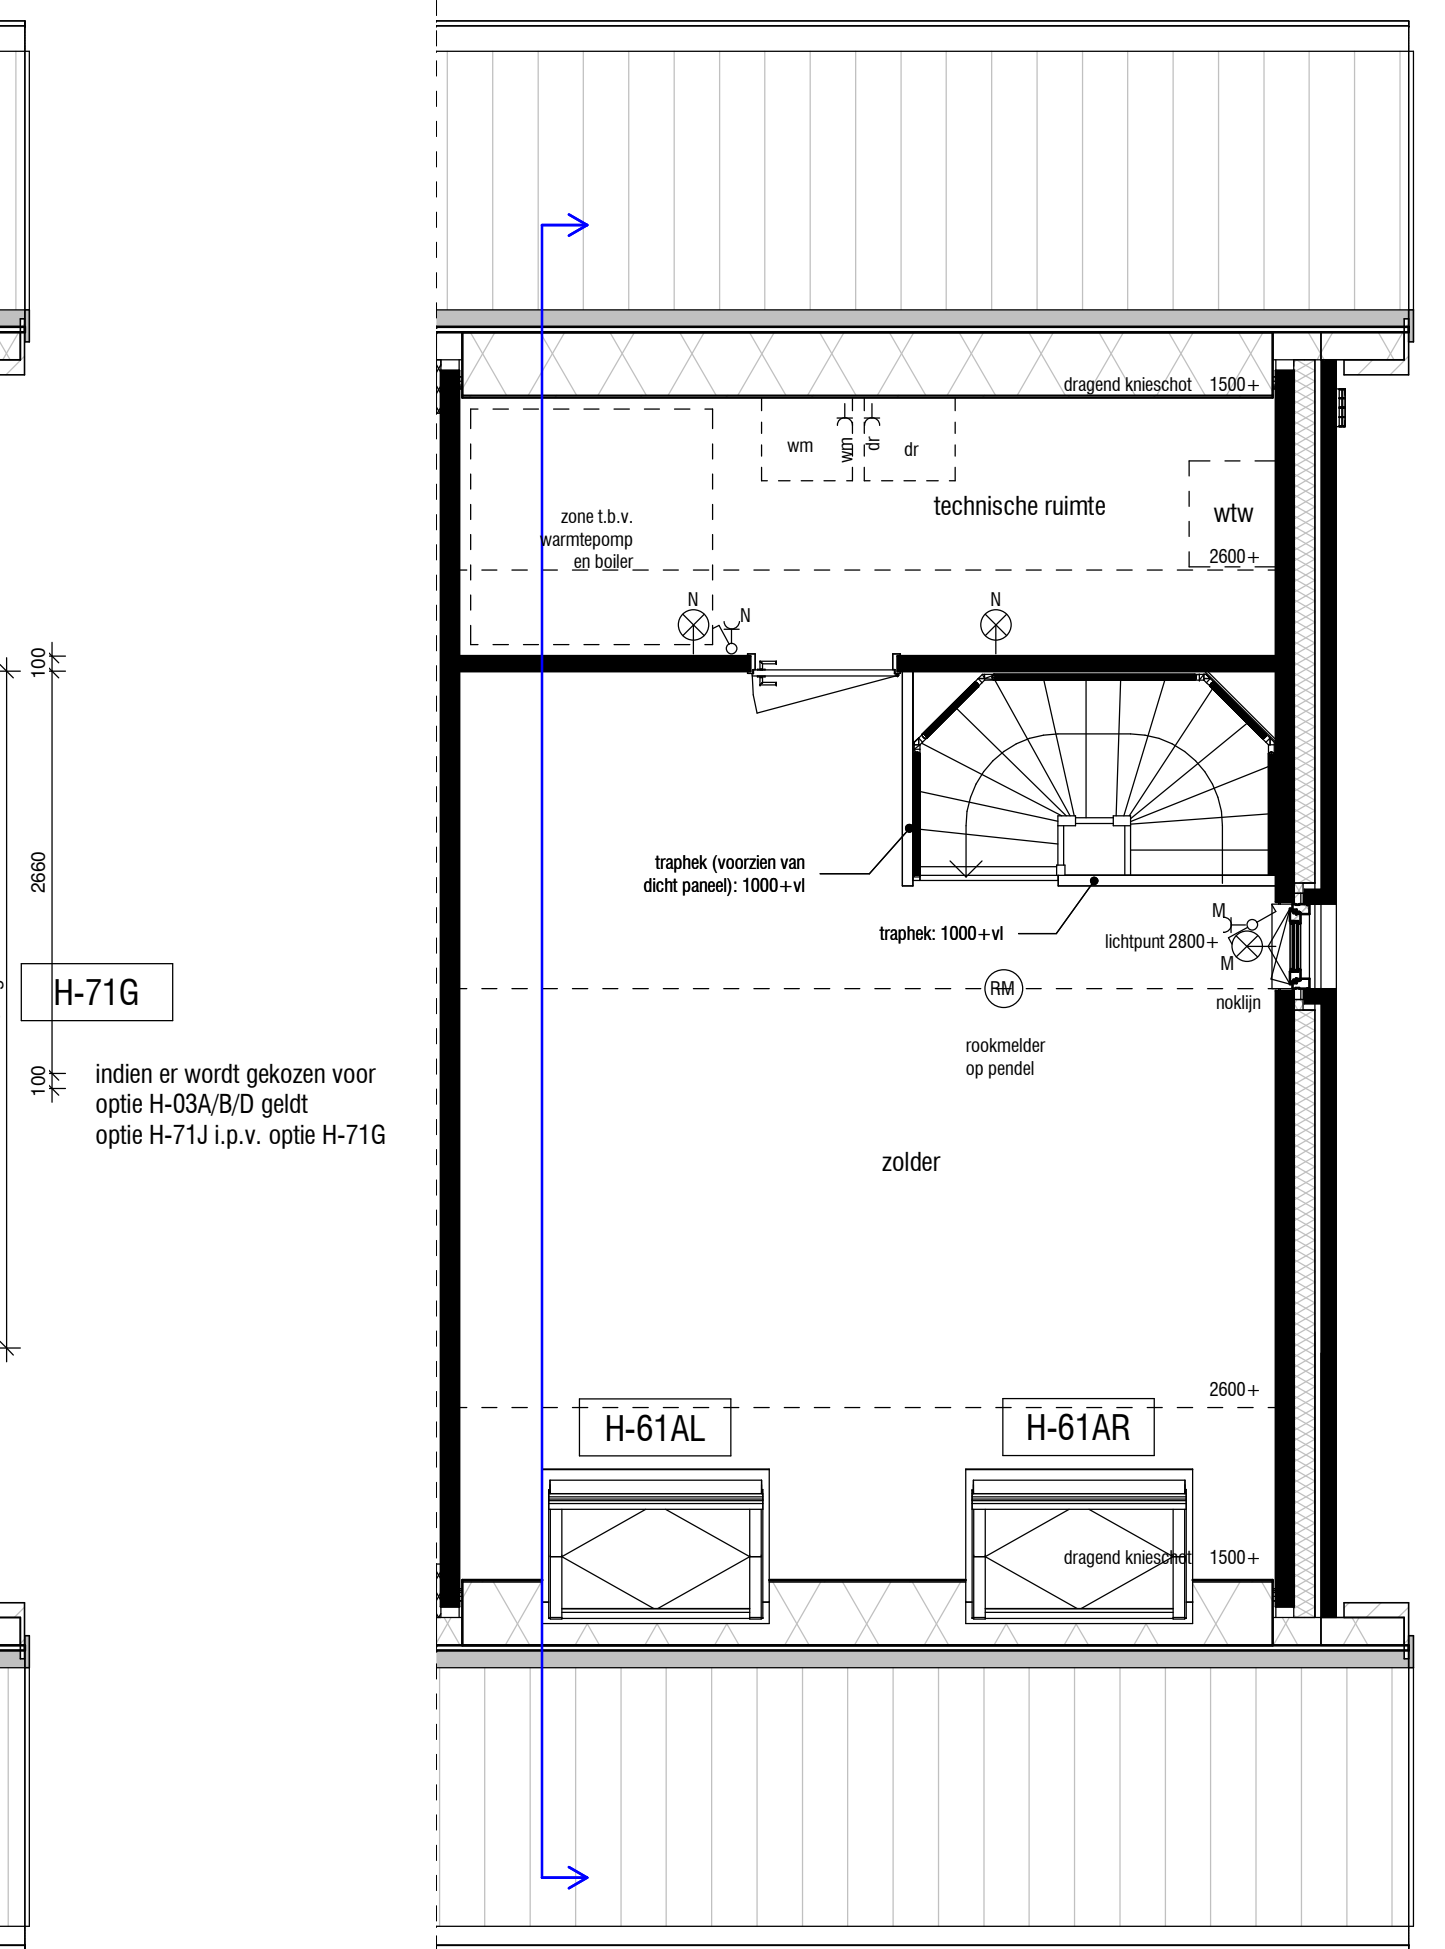 dragend knieschot 1500+
wm
wm
dr
dr
technische ruimte
wtw
2600+
zone t.b.v.
warmtepomp
en boiler
N
N
N
100
2660
100
traphek (voorzien van
dicht paneel): 1000+vl
traphek: 1000+vl
M
lichtpunt 2800+
M
RM
noklijn
H-71G
rookmelder
op pendel
indien er wordt gekozen voor
optie H-03A/B/D geldt
optie H-71J i.p.v. optie H-71G
zolder
2600+
H-61AL
H-61AR
dragend knieschot 1500+